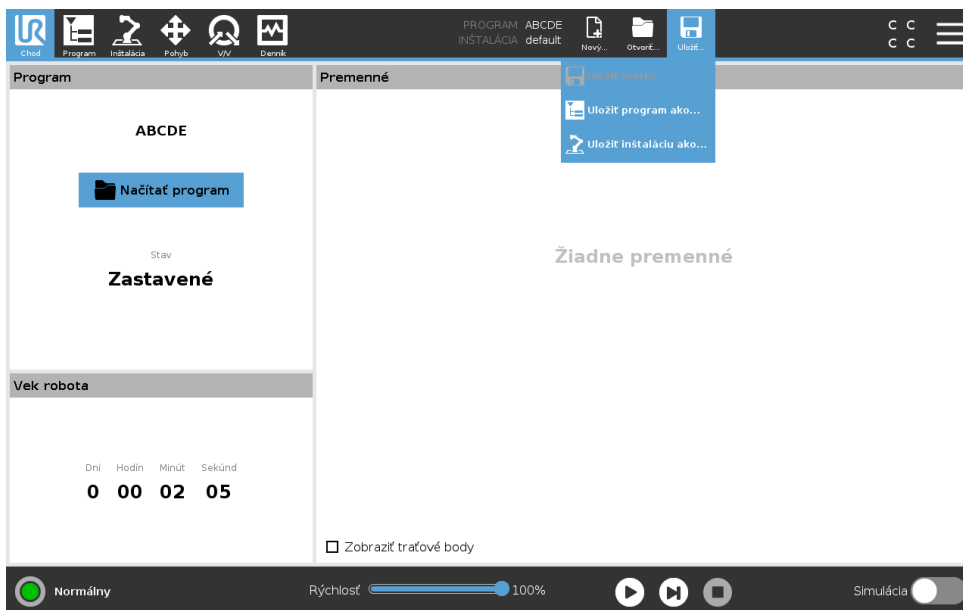 PROGRAM ABCDE
INŠTALÁCIA default
C C
C C
Chod Program Inštalácia Pohyb V/V Denník Nový... Otvoriť... Uložiť...
Program
Premenné
Uložiť všetko
ABCDE
Uložiť program ako...
Uložiť inštaláciu ako...
Načítať program
Stav
Zastavené
Žiadne premenné
Vek robota
Dní Hodín Minút Sekúnd
0 00 02 05
Zobraziť traťové body
Normálny
Rýchlosť 100%
Simulácia